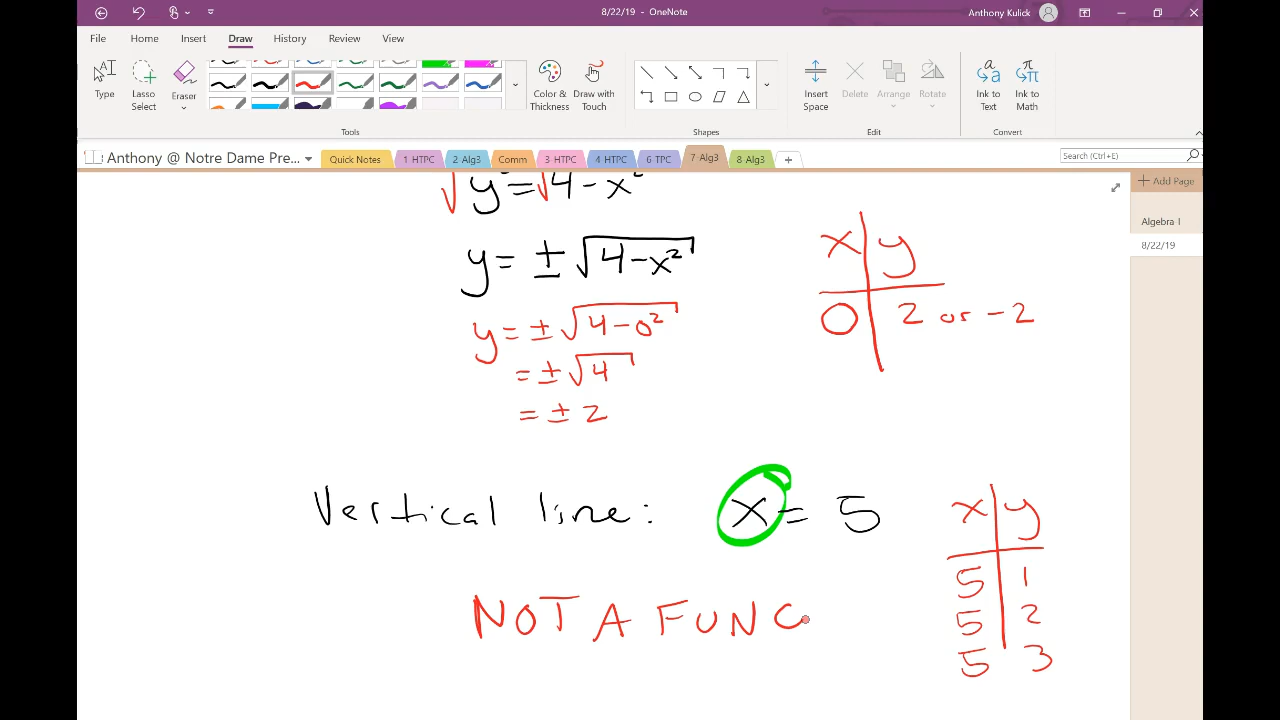 8/22/19 - OneNote
Anthony Kulick
File Home Insert Draw History Review View
Type
Lasso Select
Eraser
Color & Thickness
Draw with Touch
Insert Space
Delete
Arrange
Rotate
Ink to Text
Ink to Math
Tools
Shapes
Edit
Convert
Anthony @ Notre Dame Pre...
Quick Notes 1 HTPC 2 Alg3 Comm 3 HTPC 4 HTPC 6 TPC 7 Alg3 8 Alg3 +
Search (Ctrl+E)
+ Add Page
Algebra I
8/22/19
√y² = √4 - x²
y = ± √4 - x²
y = ± √4 - 0²
= ± √4
= ± 2
x y
0 2 or -2
Vertical line: x = 5
NOT A FUNC
x y
5 1
5 2
5 3